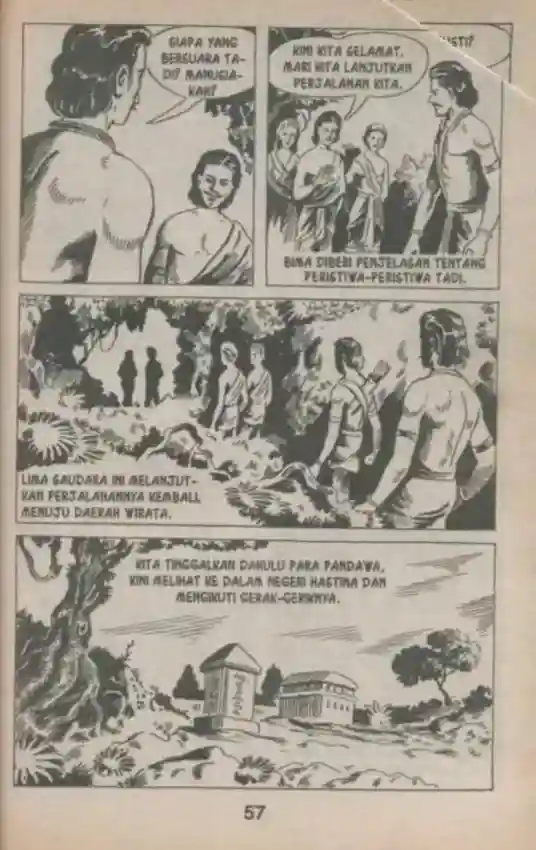 SIAPA YANG
BERSUARA TA-
DI? MANUSIA-
KAH?
KINI KITA SELAMAT.
MARI KITA LANJUTKAN
PERJALANAN KITA.
BIMA DIBERI PENJELASAN TENTANG
PERISTIWA-PERISTIWA TADI.
LIMA SAUDARA INI MELANJUT-
KAN PERJALANANNYA KEMBALI
MENUJU DAERAH WIRATA.
KITA TINGGALKAN DAHULU PARA PANDAWA,
KINI MELIHAT KE DALAM NEGERI HASTINA DAN
MENGIKUTI GERAK-GERIKNYA.
57